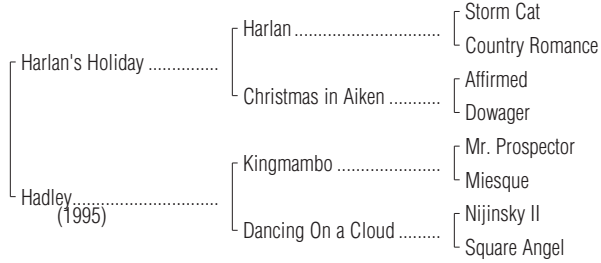 Storm Cat
Harlan ...............................
Country Romance
Harlan's Holiday ...............
Affirmed
Christmas in Aiken ...........
Dowager
Mr. Prospector
Kingmambo ......................
Miesque
Hadley...............................
(1995)
Nijinsky II
Dancing On a Cloud .........
Square Angel